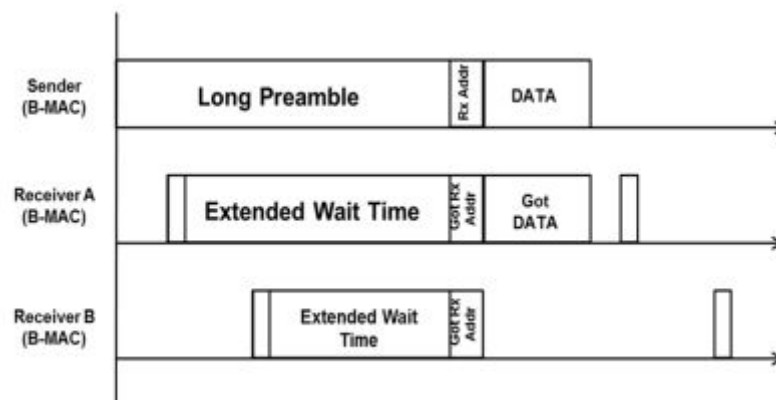 Sender
(B-MAC)
Long Preamble
Rx Addr
DATA
Receiver A
(B-MAC)
Extended Wait Time
Got Rx
Addr
Got
DATA
Receiver B
(B-MAC)
Extended Wait
Time
Got Rx
Addr